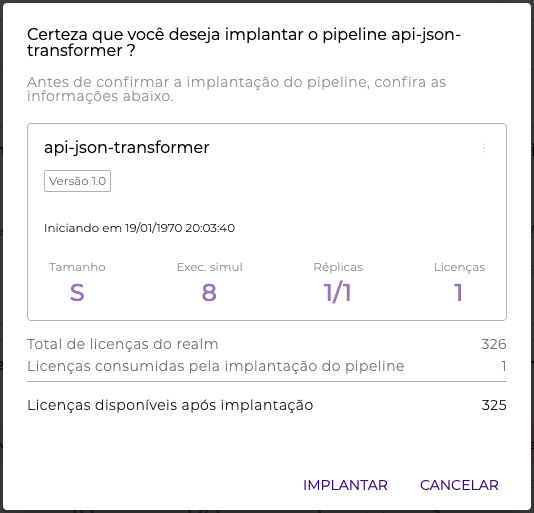 Certeza que você deseja implantar o pipeline api-json-
transformer ?
Antes de confirmar a implantação do pipeline, confira as
informações abaixo.
api-json-transformer
Versão 1.0
Iniciando em 19/01/1970 20:03:40
Tamanho Exec. simul Réplicas Licenças
S 8 1/1 1
Total de licenças do realm 326
Licenças consumidas pela implantação do pipeline 1
Licenças disponíveis após implantação 325
IMPLANTAR CANCELAR